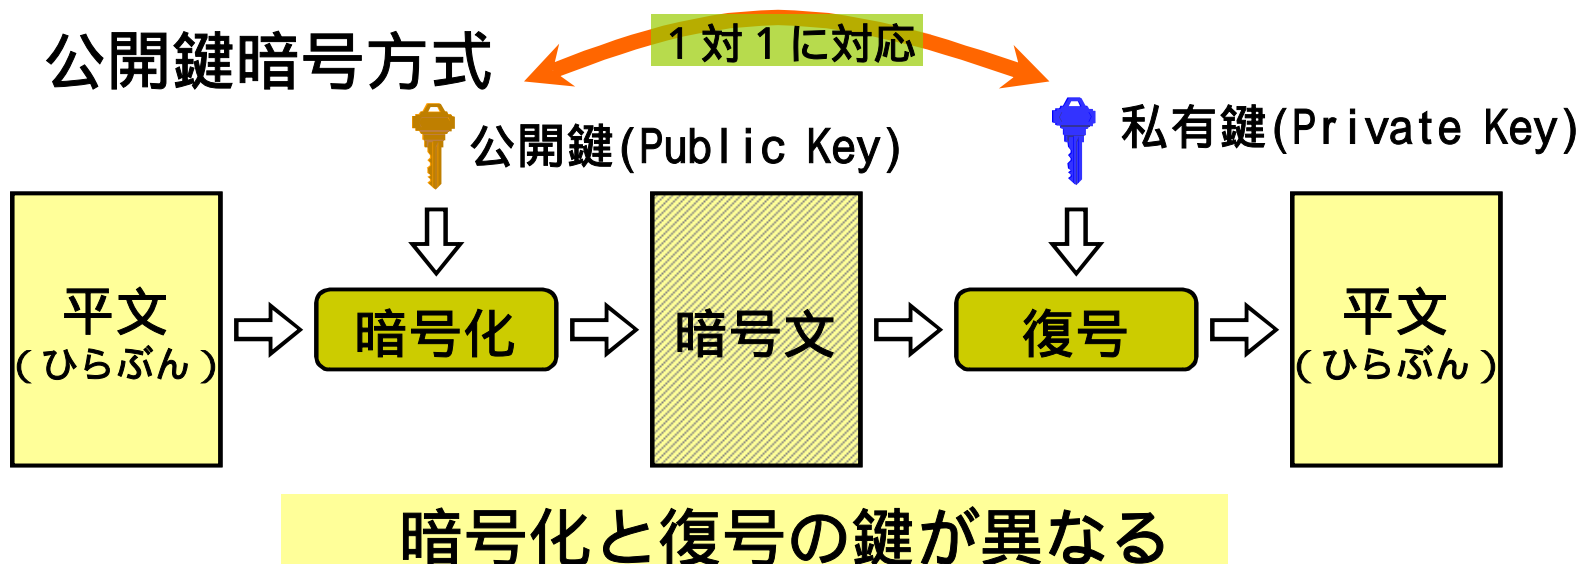 公開鍵暗号方式
１対１に対応
公開鍵(Public Key)
私有鍵(Private Key)
平文
(ひらぶん)
暗号化
暗号文
復号
平文
(ひらぶん)
暗号化と復号の鍵が異なる